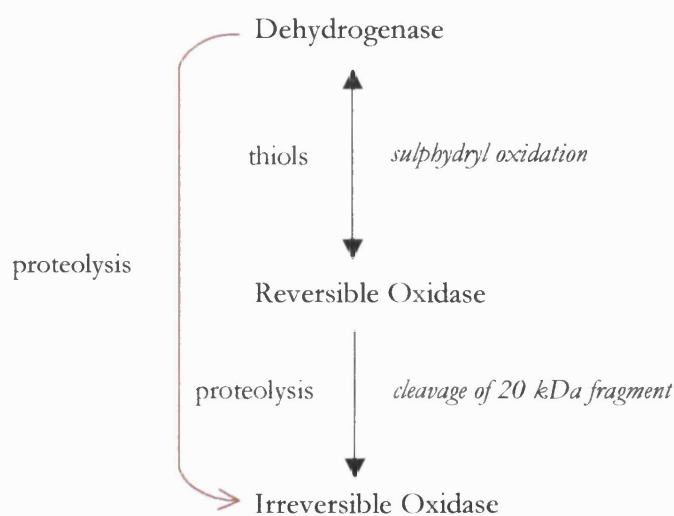 Dehydrogenase
thiols sulphydryl oxidation
proteolysis
Reversible Oxidase
proteolysis cleavage of 20 kDa fragment
Irreversible Oxidase